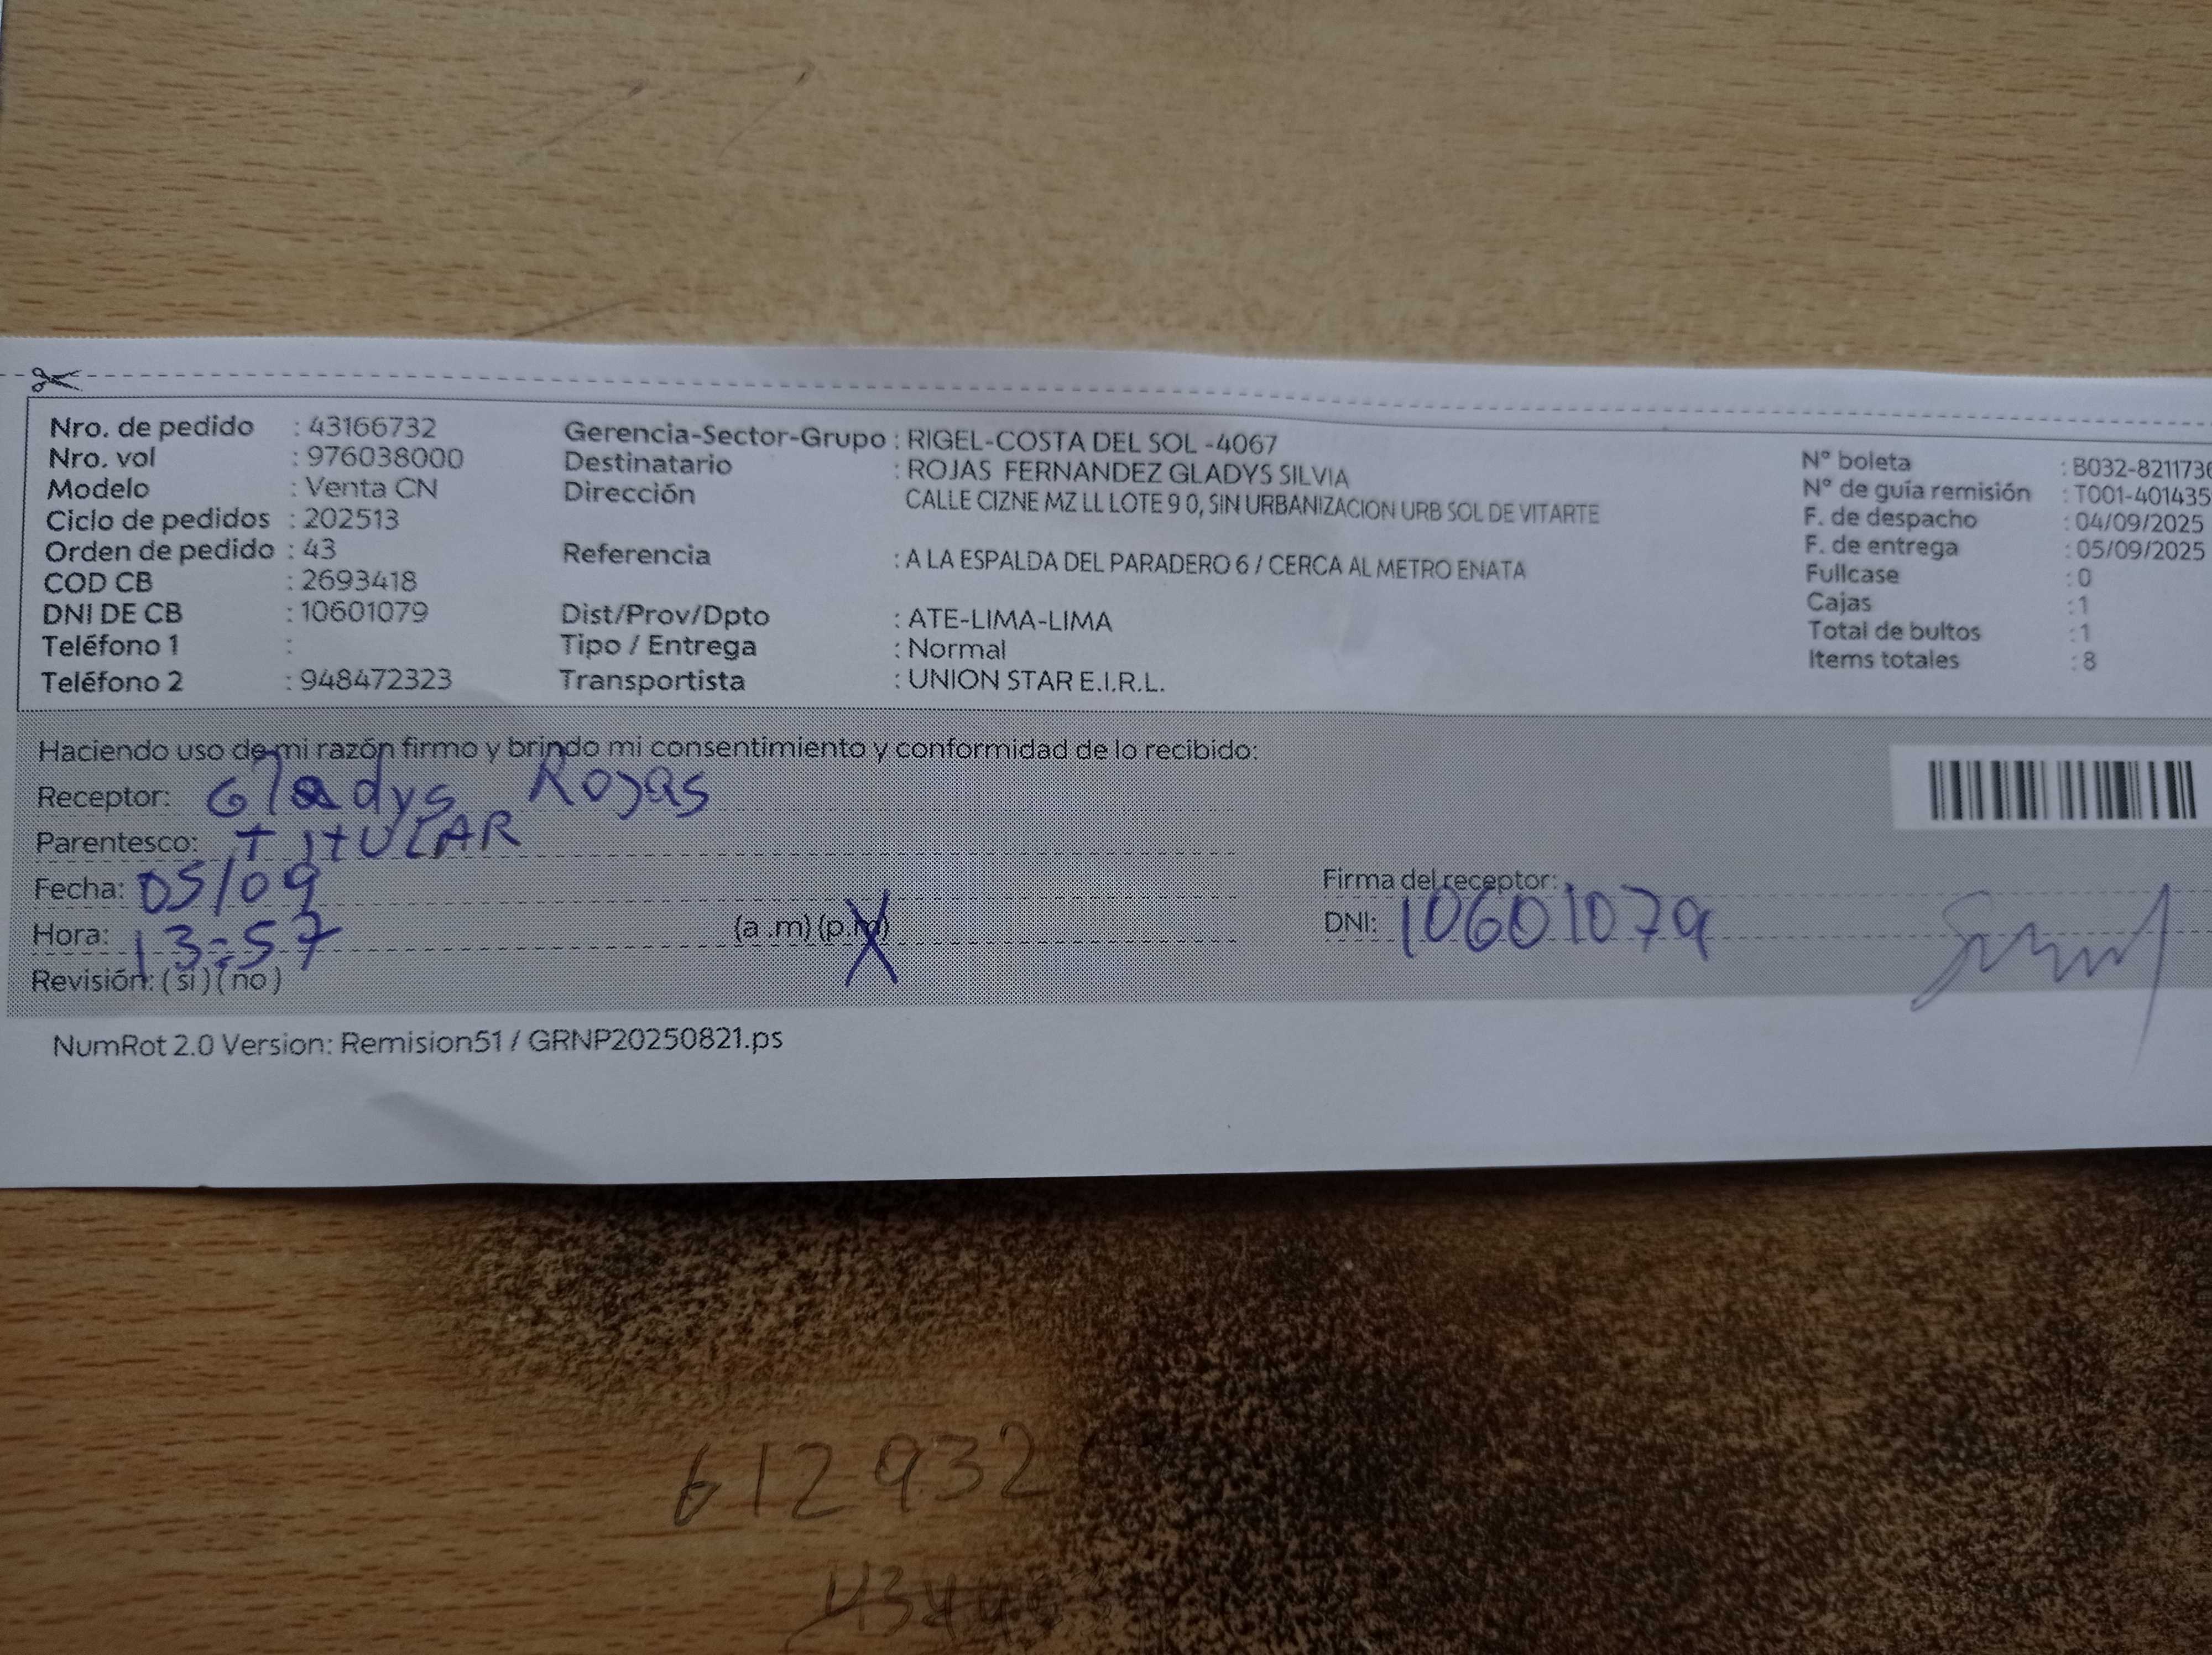 Nro. de pedido : 43166732
Nro. vol : 976038000
Modelo : Venta CN
Ciclo de pedidos : 202513
Orden de pedido : 43
COD CB : 2693418
DNI DE CB : 10601079
Teléfono 1 :
Teléfono 2 : 948472323
Gerencia-Sector-Grupo : RIGEL-COSTA DEL SOL -4067
Destinatario : ROJAS FERNANDEZ GLADYS SILVIA
Dirección CALLE CIZNE MZ LL LOTE 9 0, SIN URBANIZACION URB SOL DE VITARTE
Referencia : A LA ESPALDA DEL PARADERO 6 / CERCA AL METRO ENATA
Dist/Prov/Dpto : ATE-LIMA-LIMA
Tipo / Entrega : Normal
Transportista : UNION STAR E.I.R.L.
N° boleta : B032-8211736
N° de guía remisión : T001-401435
F. de despacho : 04/09/2025
F. de entrega : 05/09/2025
Fullcase : 0
Cajas : 1
Total de bultos : 1
Items totales : 8
Haciendo uso de mi razón firmo y brindo mi consentimiento y conformidad de lo recibido:
Receptor: Gladys Rojas
Parentesco: TITULAR
Fecha: 05/09
Hora: 13:57 (a .m) (p.m)
Revisión: ( si ) ( no )
Firma del receptor:
DNI: 10601079
NumRot 2.0 Version: Remision51 / GRNP20250821.ps
612932